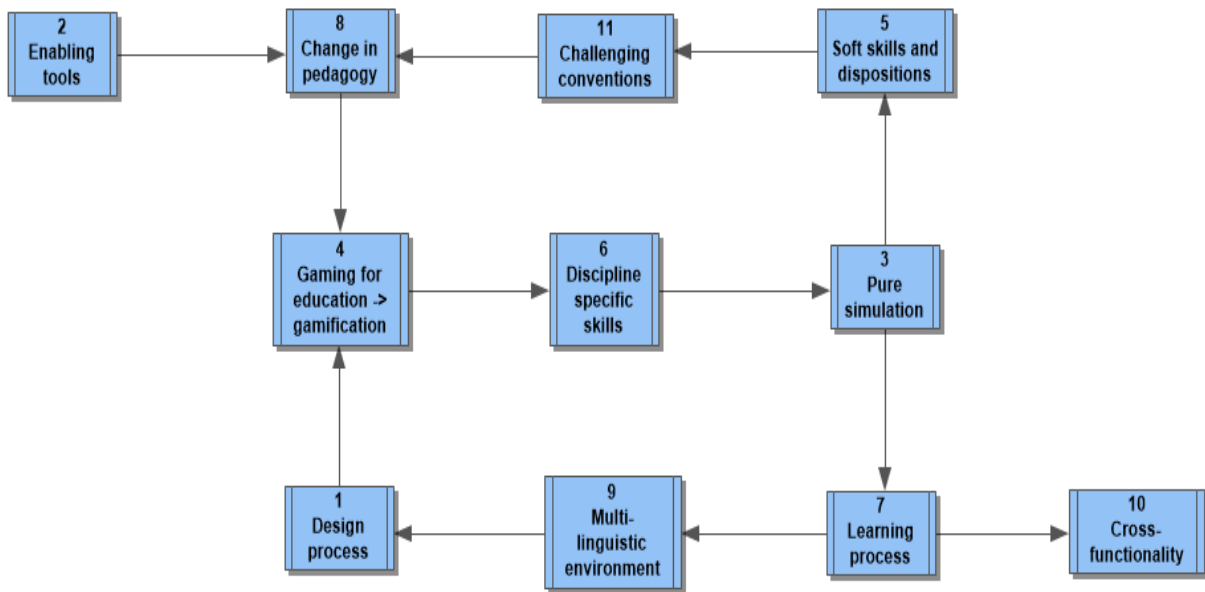 2
Enabling
tools
8
Change in
pedagogy
11
Challenging
conventions
5
Soft skills and
dispositions
4
Gaming for
education ->
gamification
6
Discipline
specific
skills
3
Pure
simulation
1
Design
process
9
Multi-
linguistic
environment
7
Learning
process
10
Cross-
functionality